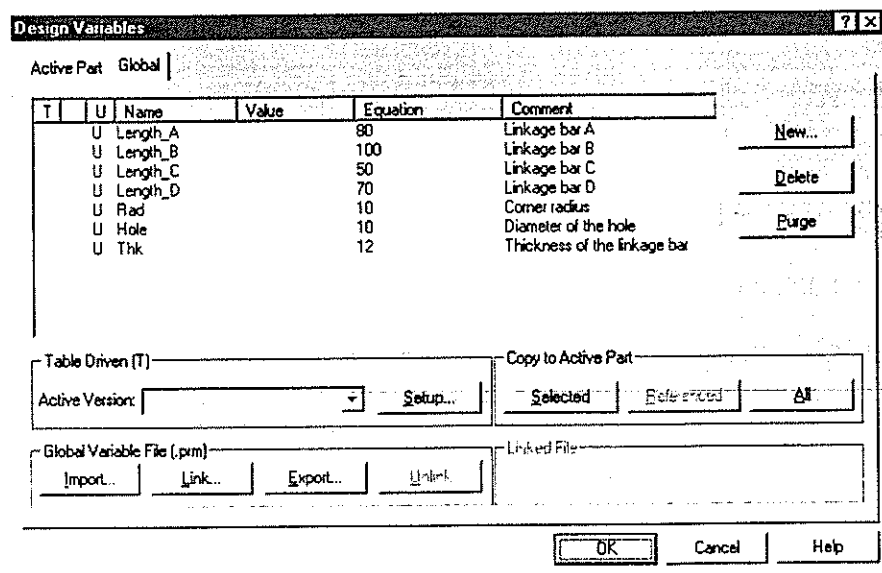 Design Variables
? X
Active Part Global
T U Name Value Equation Comment
U Length_A 80 Linkage bar A
U Length_B 100 Linkage bar B
U Length_C 50 Linkage bar C
U Length_D 70 Linkage bar D
U Rad 10 Corner radius
U Hole 10 Diameter of the hole
U Thk 12 Thickness of the linkage bar
New...
Delete
Purge
Table Driven (T)
Active Version:
Setup...
Copy to Active Part
Selected
Referenced
All
Global Variable File (.prm)
Import...
Link...
Export...
Unlink
Linked File
OK
Cancel
Help